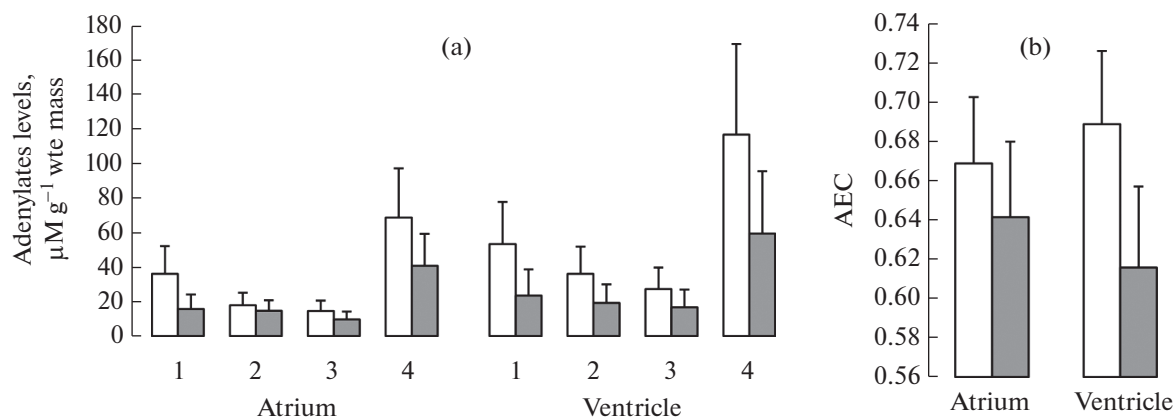 180
160
140
120
100
80
60
40
20
0
Adenylates levels,
μM g⁻¹ wte mass
(a)
1 2 3 4 1 2 3 4
Atrium Ventricle
0.74
0.72
0.70
0.68
0.66
0.64
0.62
0.60
0.58
0.56
AEC
(b)
Atrium Ventricle